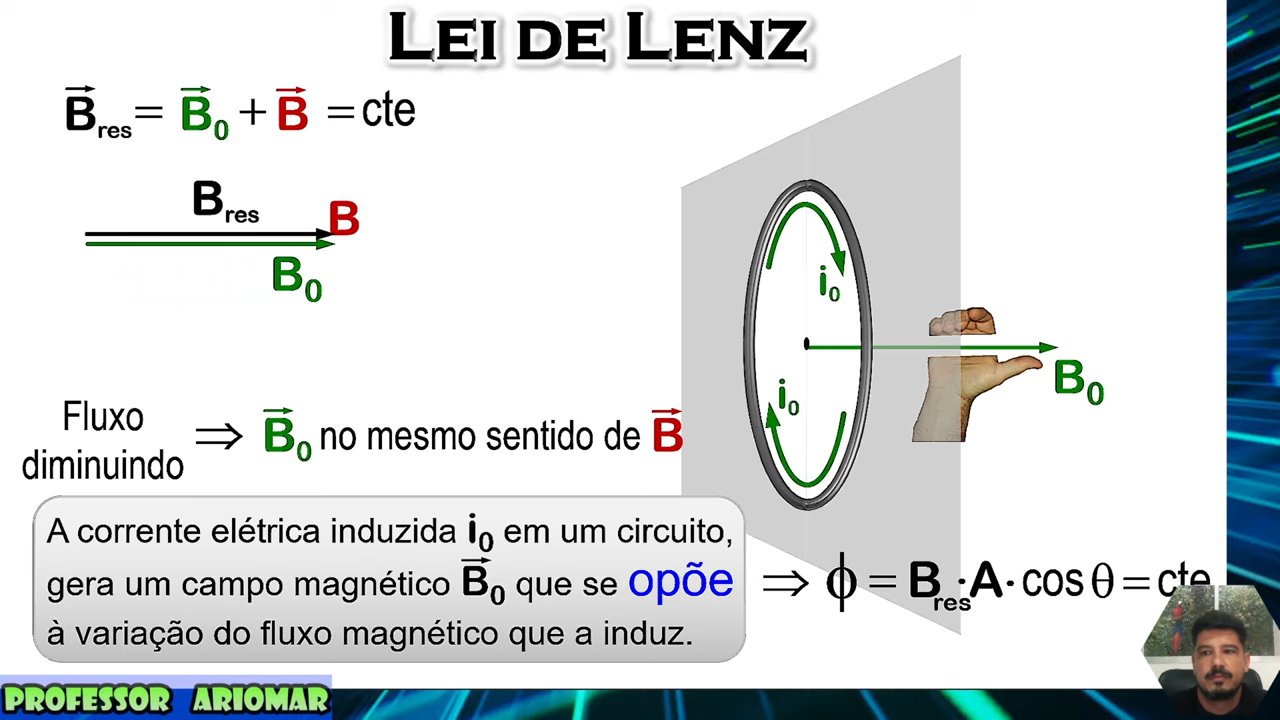 LEI DE LENZ
B⃗res = B⃗0 + B⃗ = cte
Bres
B
B0
i0
B0
i0
Fluxo
diminuindo ⇒ B⃗0 no mesmo sentido de B⃗
A corrente elétrica induzida i0 em um circuito,
gera um campo magnético B⃗0 que se opõe
à variação do fluxo magnético que a induz.
⇒ ϕ = Bres·A·cos θ = cte
PROFESSOR ARIOMAR